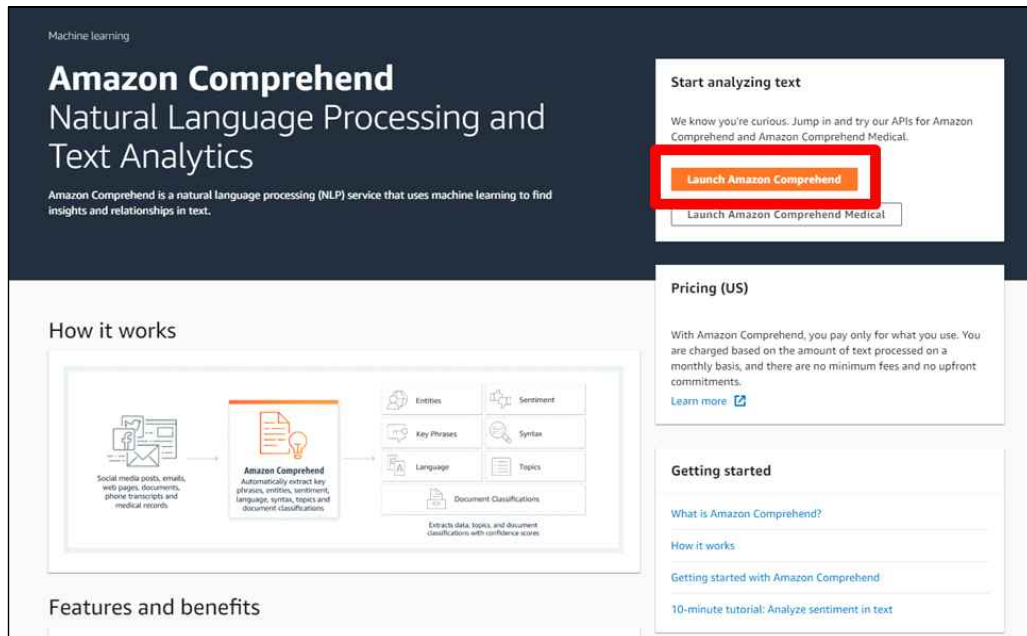 Machine learning
Amazon Comprehend
Natural Language Processing and
Text Analytics
Amazon Comprehend is a natural language processing (NLP) service that uses machine learning to find
insights and relationships in text.
Start analyzing text
We know you're curious. Jump in and try our APIs for Amazon
Comprehend and Amazon Comprehend Medical.
Launch Amazon Comprehend
Launch Amazon Comprehend Medical
Pricing (US)
With Amazon Comprehend, you pay only for what you use. You
are charged based on the amount of text processed on a
monthly basis, and there are no minimum fees and no upfront
commitments.
Learn more
How it works
Social media posts, emails,
web pages, documents,
phone transcripts and
medical records
Amazon Comprehend
Automatically extract key
phrases, entities, sentiment,
language, syntax, topics and
document classifications
Entities
Sentiment
Key Phrases
Syntax
Language
Topics
Document Classifications
Extracts data, topics, and document
classifications with confidence scores
Getting started
What is Amazon Comprehend?
How it works
Getting started with Amazon Comprehend
10-minute tutorial: Analyze sentiment in text
Features and benefits